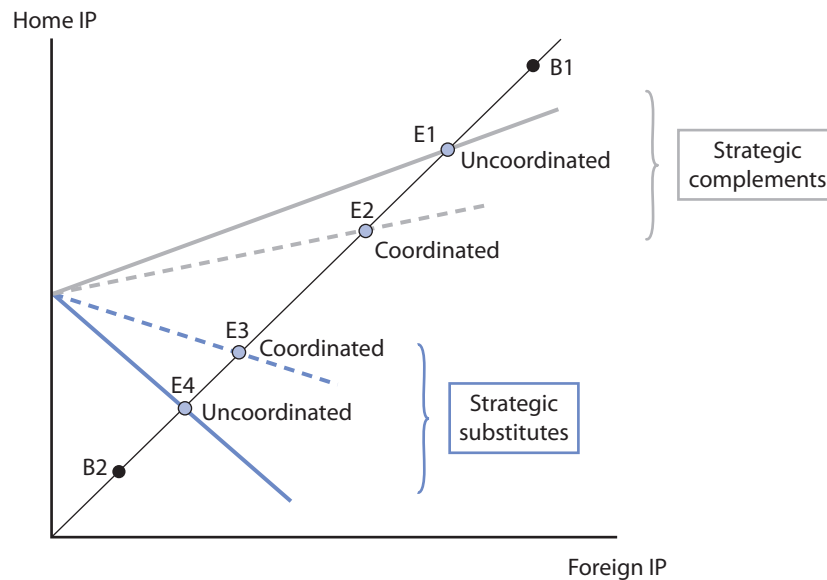 Home IP
B1
E1
Uncoordinated
Strategic
complements
E2
Coordinated
E3
Coordinated
E4
Uncoordinated
Strategic
substitutes
B2
Foreign IP